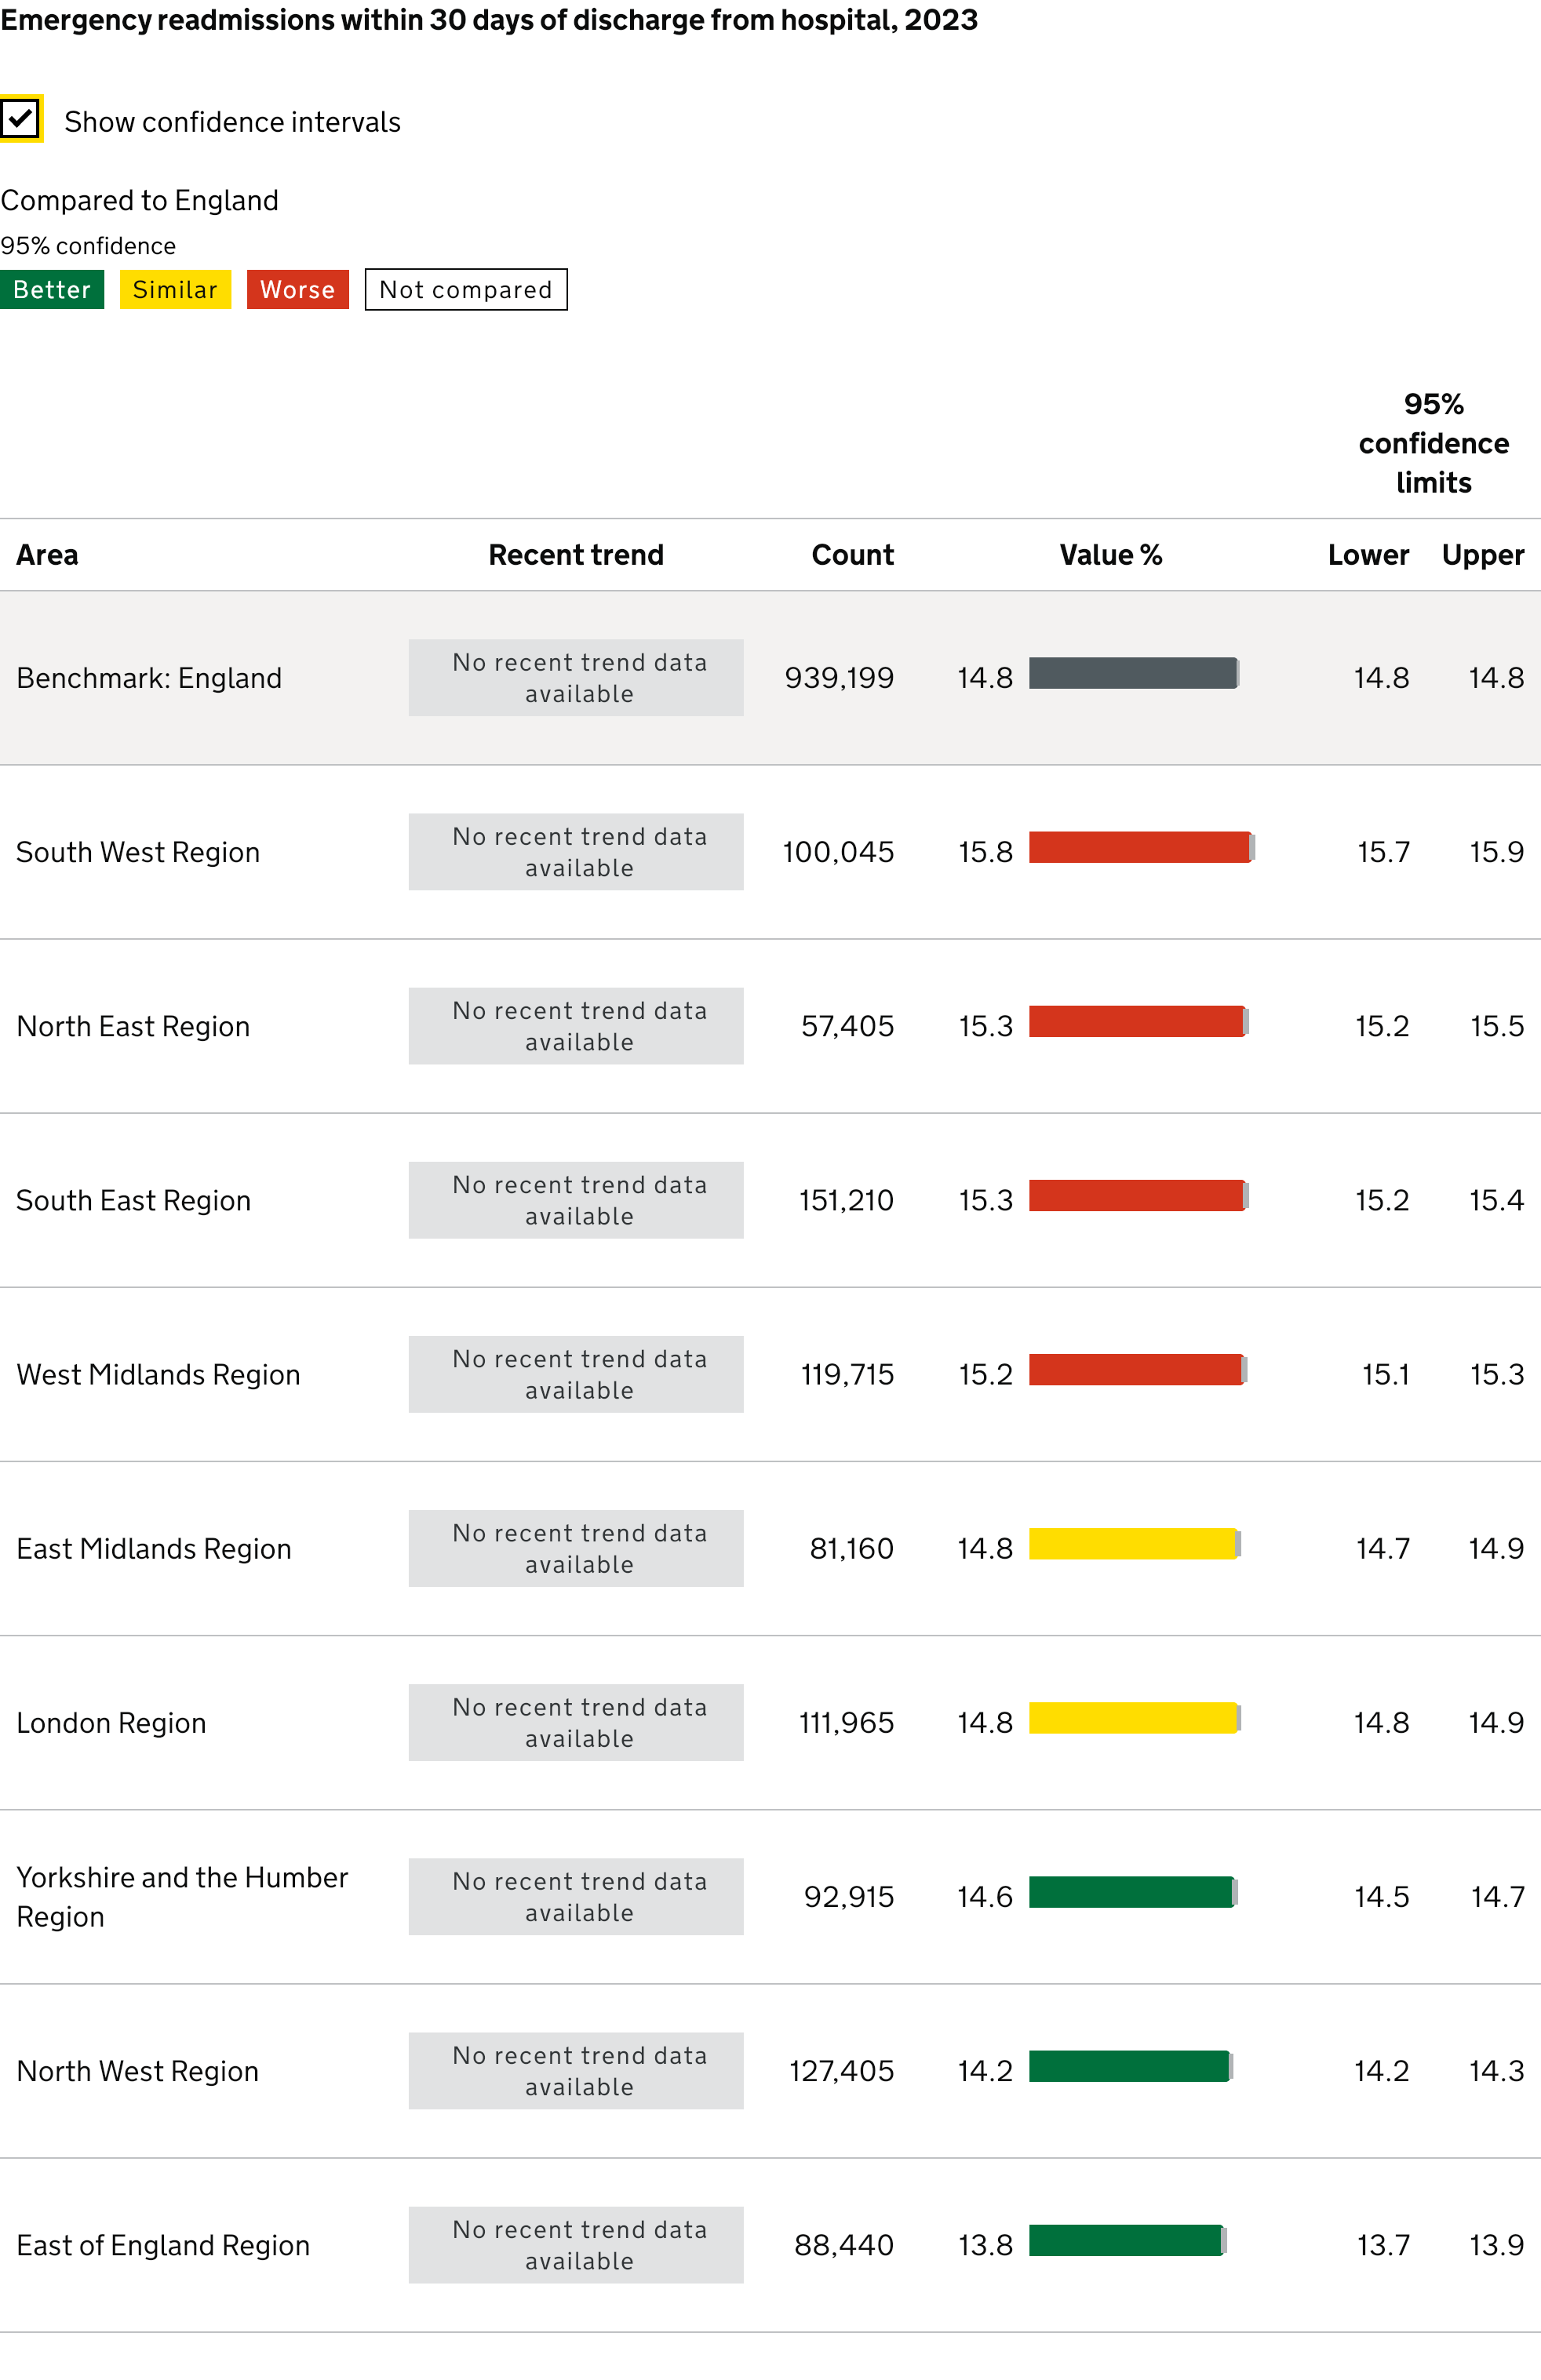 Emergency readmissions within 30 days of discharge from hospital, 2023
Show confidence intervals
Compared to England
95% confidence
Better Similar Worse Not compared
95%
confidence
limits
Area Recent trend Count Value % Lower Upper
Benchmark: England No recent trend data available 939,199 14.8 14.8 14.8
South West Region No recent trend data available 100,045 15.8 15.7 15.9
North East Region No recent trend data available 57,405 15.3 15.2 15.5
South East Region No recent trend data available 151,210 15.3 15.2 15.4
West Midlands Region No recent trend data available 119,715 15.2 15.1 15.3
East Midlands Region No recent trend data available 81,160 14.8 14.7 14.9
London Region No recent trend data available 111,965 14.8 14.8 14.9
Yorkshire and the Humber Region No recent trend data available 92,915 14.6 14.5 14.7
North West Region No recent trend data available 127,405 14.2 14.2 14.3
East of England Region No recent trend data available 88,440 13.8 13.7 13.9